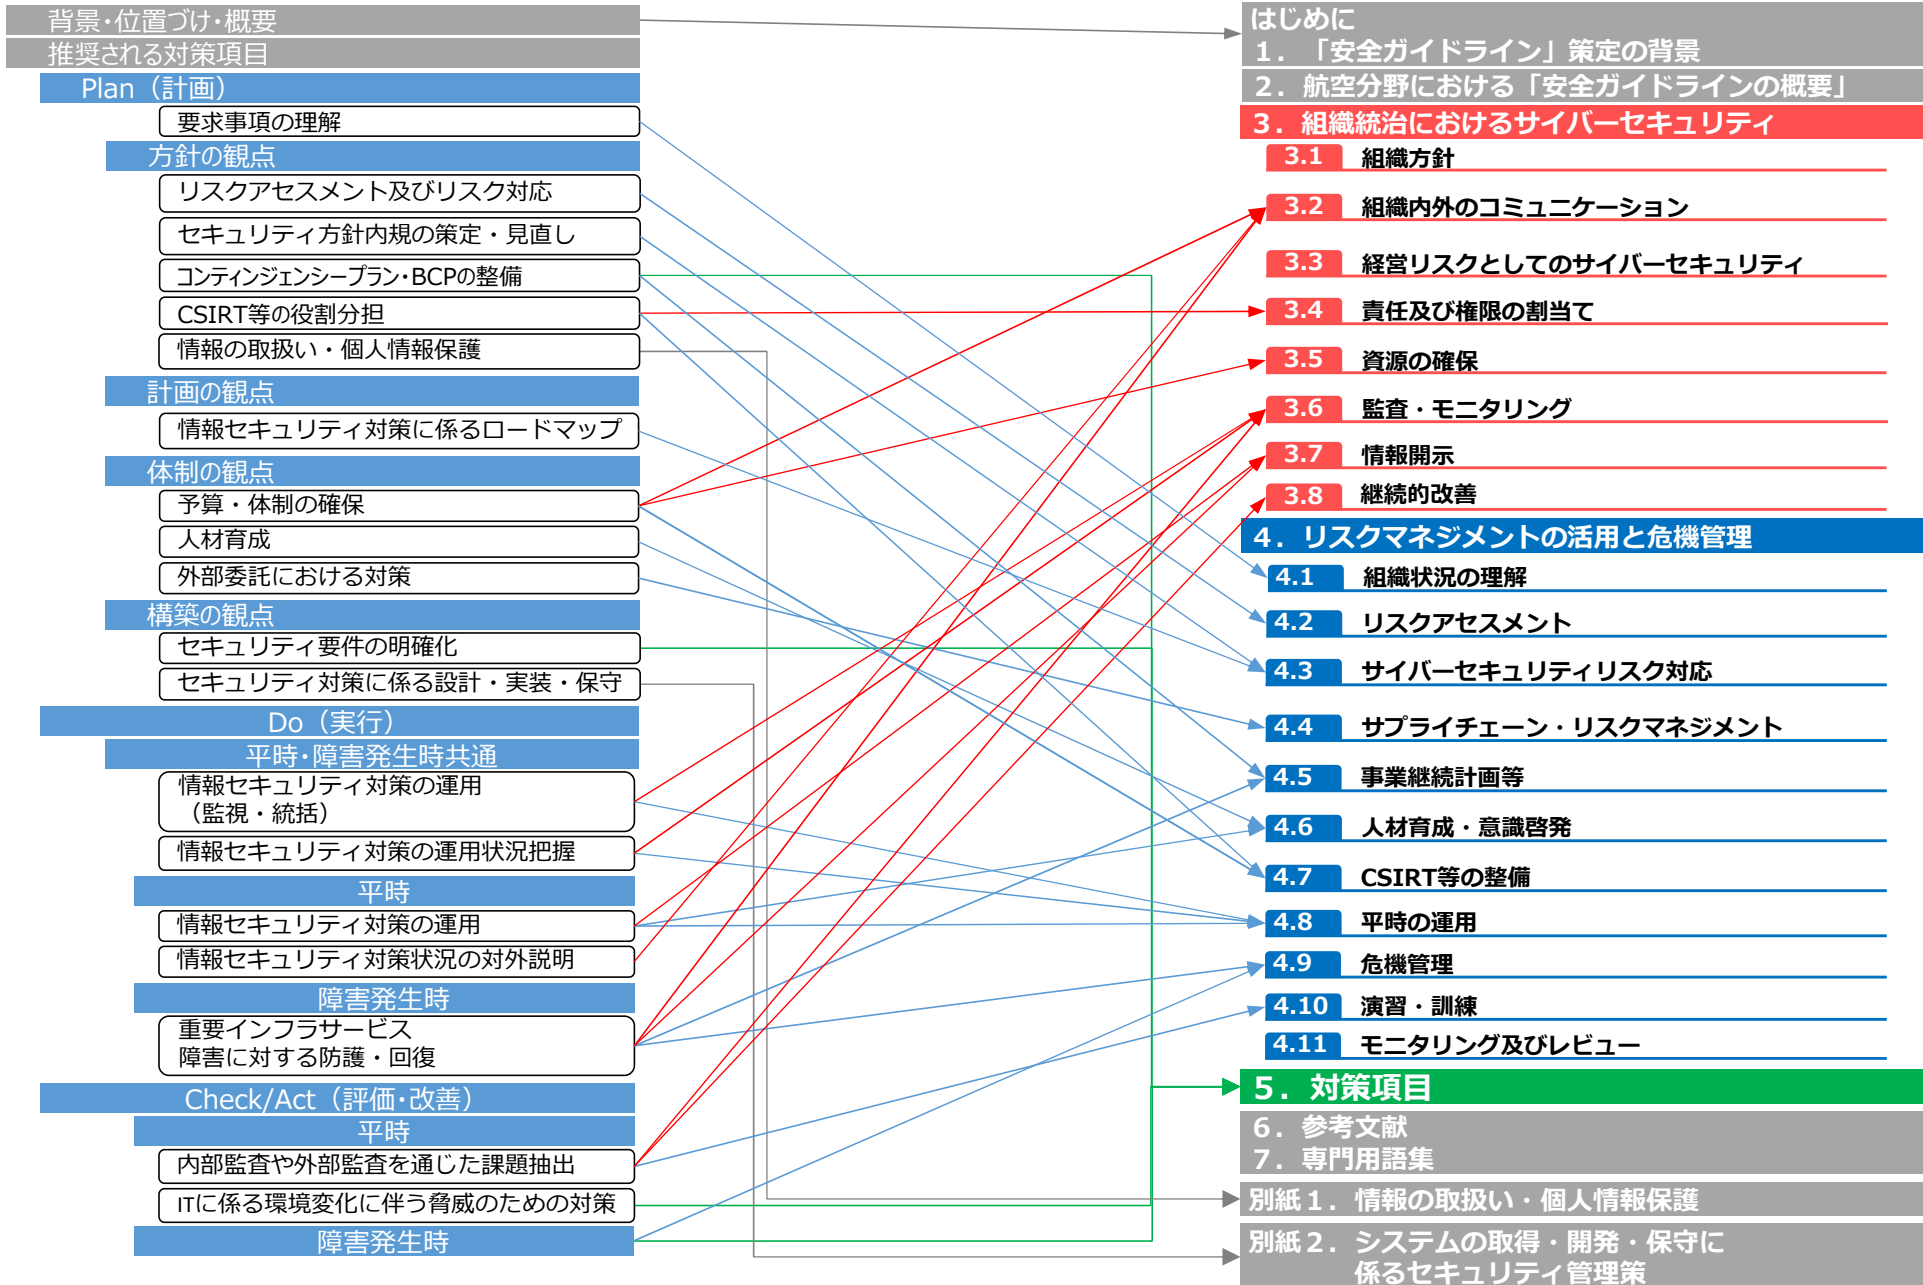 背景・位置づけ・概要
推奨される対策項目
Plan（計画）
要求事項の理解
方針の観点
リスクアセスメント及びリスク対応
セキュリティ方針内規の策定・見直し
コンティンジェンシープラン・BCPの整備
CSIRT等の役割分担
情報の取扱い・個人情報保護
計画の観点
情報セキュリティ対策に係るロードマップ
体制の観点
予算・体制の確保
人材育成
外部委託における対策
構築の観点
セキュリティ要件の明確化
セキュリティ対策に係る設計・実装・保守
Do（実行）
平時・障害発生時共通
情報セキュリティ対策の運用
（監視・統括）
情報セキュリティ対策の運用状況把握
平時
情報セキュリティ対策の運用
情報セキュリティ対策状況の対外説明
障害発生時
重要インフラサービス
障害に対する防護・回復
Check/Act（評価・改善）
平時
内部監査や外部監査を通じた課題抽出
ITに係る環境変化に伴う脅威のための対策
障害発生時
はじめに
１．「安全ガイドライン」策定の背景
２．航空分野における「安全ガイドラインの概要」
３．組織統治におけるサイバーセキュリティ
3.1 組織方針
3.2 組織内外のコミュニケーション
3.3 経営リスクとしてのサイバーセキュリティ
3.4 責任及び権限の割当て
3.5 資源の確保
3.6 監査・モニタリング
3.7 情報開示
3.8 継続的改善
４．リスクマネジメントの活用と危機管理
4.1 組織状況の理解
4.2 リスクアセスメント
4.3 サイバーセキュリティリスク対応
4.4 サプライチェーン・リスクマネジメント
4.5 事業継続計画等
4.6 人材育成・意識啓発
4.7 CSIRT等の整備
4.8 平時の運用
4.9 危機管理
4.10 演習・訓練
4.11 モニタリング及びレビュー
５．対策項目
６．参考文献
７．専門用語集
別紙１．情報の取扱い・個人情報保護
別紙２．システムの取得・開発・保守に
係るセキュリティ管理策